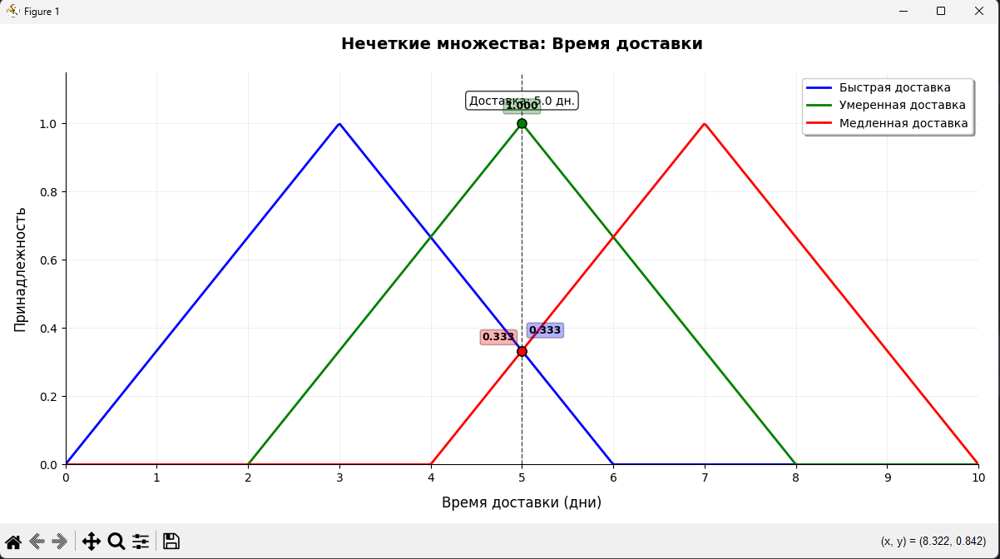 Figure 1
Нечеткие множества: Время доставки
Быстрая доставка
Умеренная доставка
Медленная доставка
Доставка: 5.0 дн.
1.000
0.333
0.333
Принадлежность
1.0
0.8
0.6
0.4
0.2
0.0
0 1 2 3 4 5 6 7 8 9 10
Время доставки (дни)
(x, y) = (8.322, 0.842)